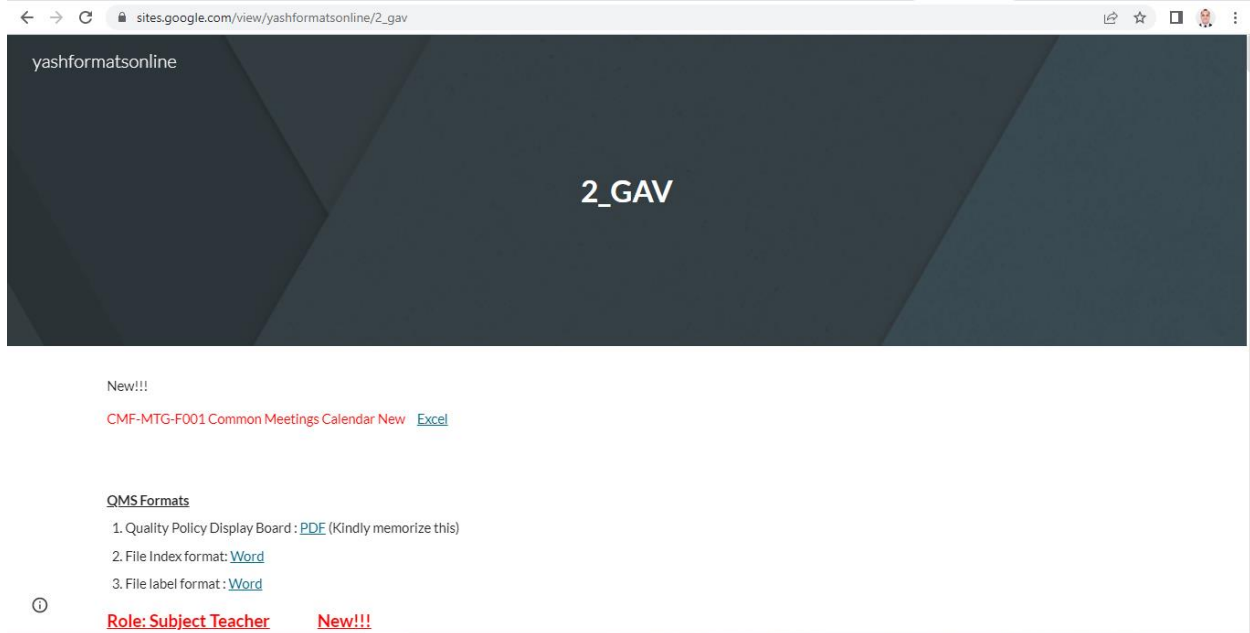 sites.google.com/view/yashformatsonline/2_gav
yashformatsonline
2_GAV
New!!!
CMF-MTG-F001 Common Meetings Calendar New Excel
QMS Formats
1. Quality Policy Display Board : PDF (Kindly memorize this)
2. File Index format: Word
3. File label format : Word
Role: Subject Teacher New!!!